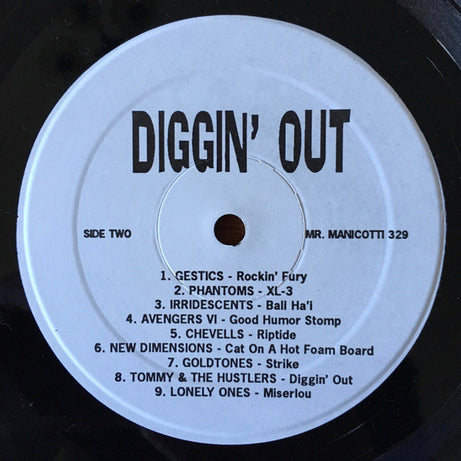 DIGGIN' OUT
SIDE TWO MR. MANICOTTI 329
1. GESTICS - Rockin' Fury
2. PHANTOMS - XL-3
3. IRRIDESCENTS - Bali Ha'i
4. AVENGERS VI - Good Humor Stomp
5. CHEVELLS - Riptide
6. NEW DIMENSIONS - Cat On A Hot Foam Board
7. GOLDTONES - Strike
8. TOMMY & THE HUSTLERS - Diggin' Out
9. LONELY ONES - Miserlou